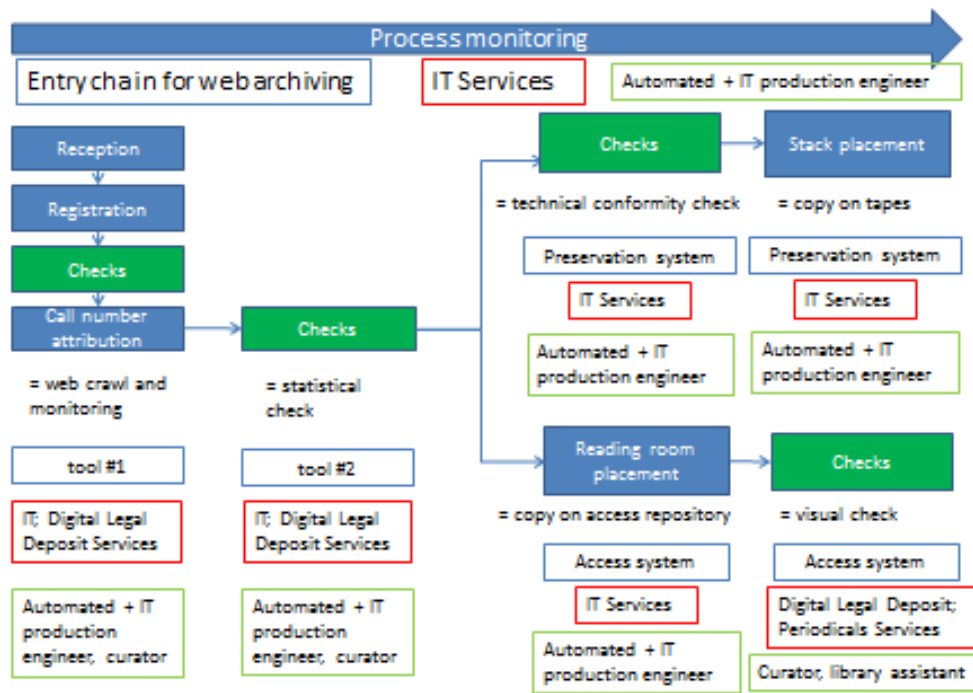 Process monitoring
Entry chain for web archiving
IT Services
Automated + IT production engineer
Reception
Registration
Checks
Call number
attribution
= web crawl and
monitoring
tool #1
IT; Digital Legal
Deposit Services
Automated + IT
production
engineer, curator
Checks
= statistical
check
tool #2
IT; Digital Legal
Deposit Services
Automated + IT
production
engineer, curator
Checks
= technical conformity check
Preservation system
IT Services
Automated + IT
production engineer
Stack placement
= copy on tapes
Preservation system
IT Services
Automated + IT
production engineer
Reading room
placement
= copy on access repository
Access system
IT Services
Automated + IT
production engineer
Checks
= visual check
Access system
Digital Legal Deposit;
Periodicals Services
Curator, library assistant